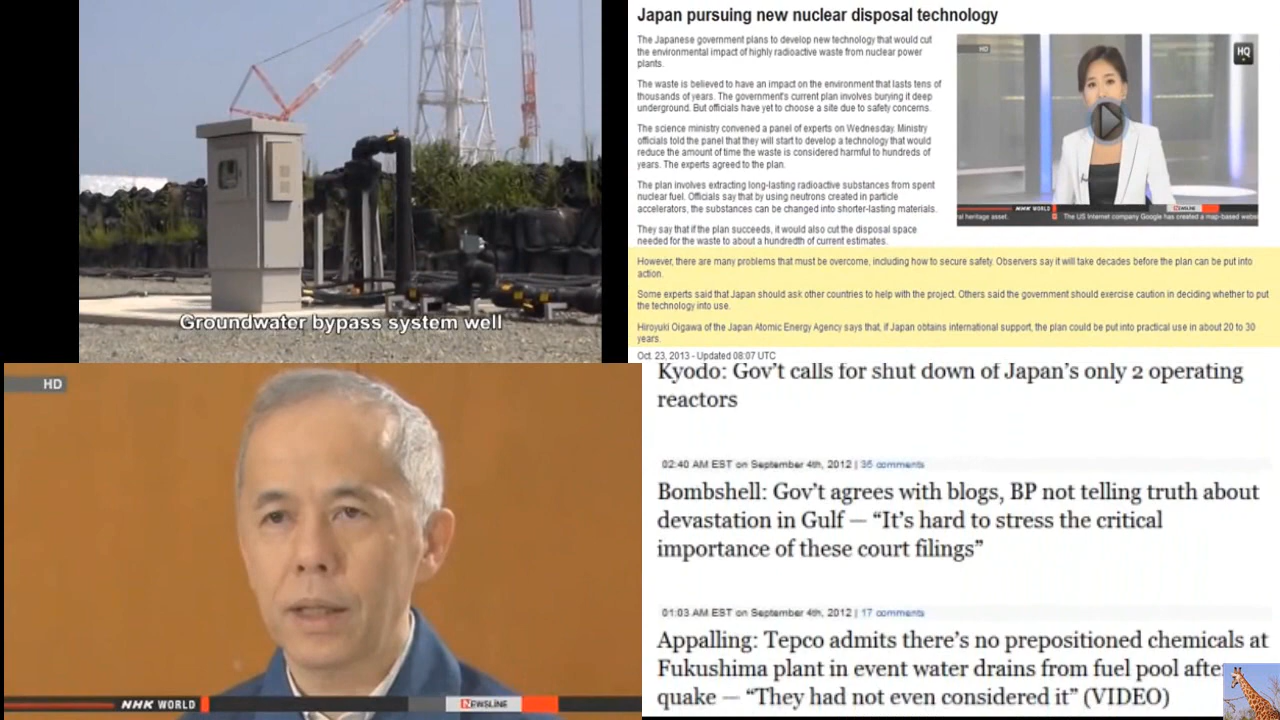 Groundwater bypass system well
Japan pursuing new nuclear disposal technology
The Japanese government plans to develop new technology that would cut
the environmental impact of highly radioactive waste from nuclear power
plants.
The waste is believed to have an impact on the environment that lasts tens of
thousands of years. The government's current plan involves burying it deep
underground. But officials have yet to choose a site due to safety concerns.
The science ministry convened a panel of experts on Wednesday. Ministry
officials told the panel that they will start to develop a technology that would
reduce the amount of time the waste is considered harmful to hundreds of
years. The experts agreed to the plan.
The plan involves extracting long-lasting radioactive substances from spent
nuclear fuel. Officials say that by using neutrons created in particle
accelerators, the substances can be changed into shorter-lasting materials.
They say that if the plan succeeds, it would also cut the disposal space
needed for the waste to about a hundredth of current estimates.
HD
HQ
NHK WORLD NEWSLINE
ral heritage asset. The US Internet company Google has created a map-based webs
However, there are many problems that must be overcome, including how to secure safety. Observers say it will take decades before the plan can be put into
action.
Some experts said that Japan should ask other countries to help with the project. Others said the government should exercise caution in deciding whether to put
the technology into use.
Hiroyuki Oigawa of the Japan Atomic Energy Agency says that, if Japan obtains international support, the plan could be put into practical use in about 20 to 30
years.
Oct. 23, 2013 - Updated 08:07 UTC
HD
NHK WORLD NEWSLINE
Kyodo: Gov't calls for shut down of Japan's only 2 operating
reactors
02:40 AM EST on September 4th, 2012 | 35 comments
Bombshell: Gov't agrees with blogs, BP not telling truth about
devastation in Gulf — “It's hard to stress the critical
importance of these court filings”
01:03 AM EST on September 4th, 2012 | 17 comments
Appalling: Tepco admits there's no prepositioned chemicals at
Fukushima plant in event water drains from fuel pool afte
quake — “They had not even considered it” (VIDEO)